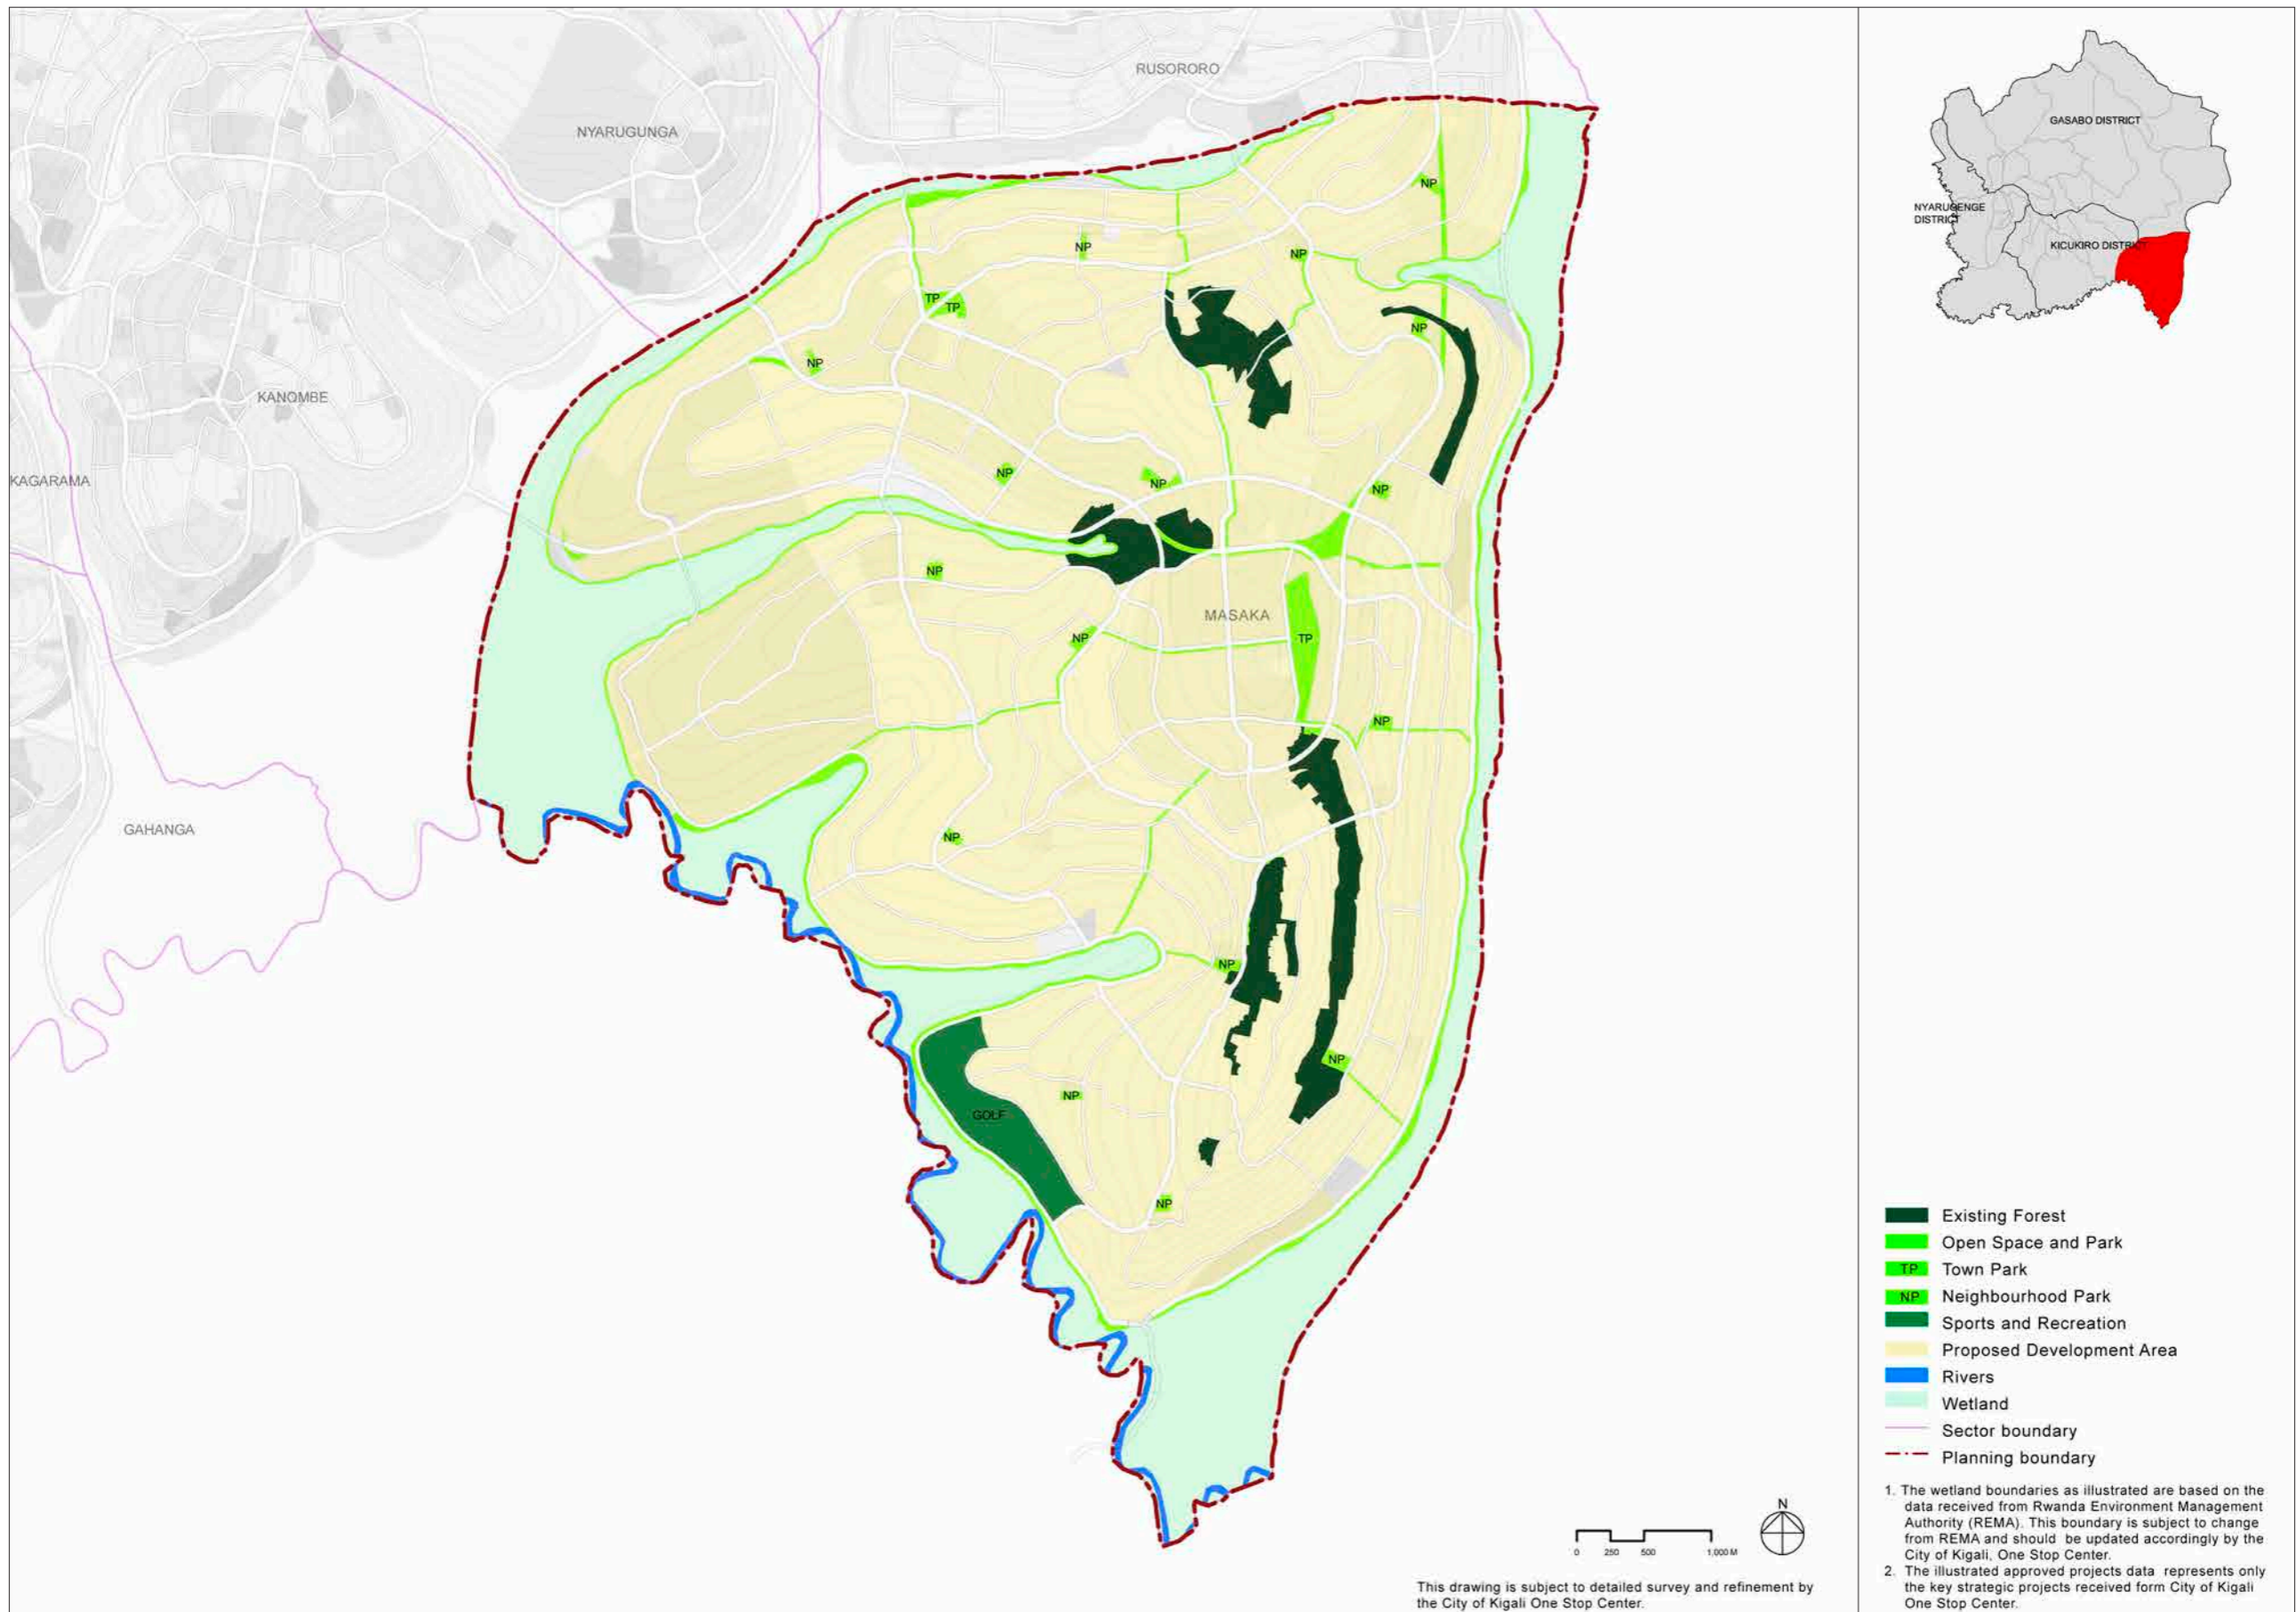 RUSORORO
NYARUGUNGA
NP
NP
NP
TP
TP
NP
NP
KANOMBE
NP
NP
NP
KAGARAMA
NP
NP
MASAKA
NP
TP
NP
GAHANGA
NP
NP
NP
NP
GOLF
NP
GASABO DISTRICT
NYARUGENGE
DISTRICT
KICUKIRO DISTRICT
Existing Forest
Open Space and Park
TP Town Park
NP Neighbourhood Park
Sports and Recreation
Proposed Development Area
Rivers
Wetland
Sector boundary
Planning boundary
1. The wetland boundaries as illustrated are based on the
data received from Rwanda Environment Management
Authority (REMA). This boundary is subject to change
from REMA and should be updated accordingly by the
City of Kigali, One Stop Center.
2. The illustrated approved projects data represents only
the key strategic projects received form City of Kigali
One Stop Center.
N
0 250 500 1,000 M
This drawing is subject to detailed survey and refinement by
the City of Kigali One Stop Center.